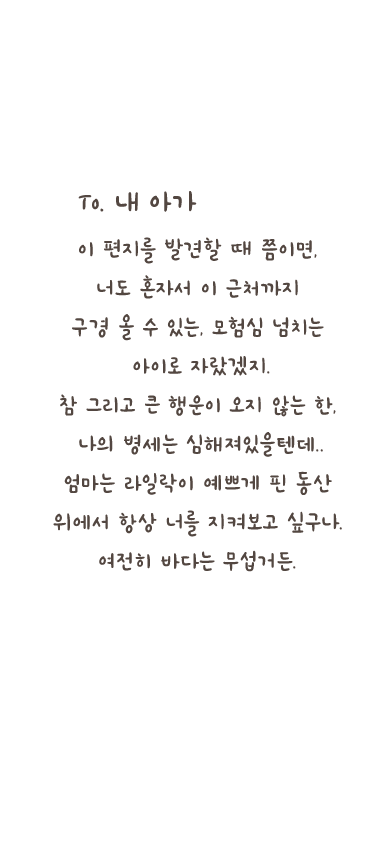 To. 내 아가
이 편지를 발견할 때 쯤이면,
너도 혼자서 이 근처까지
구경 올 수 있는, 모험심 넘치는
아이로 자랐겠지.
참 그리고 큰 행운이 오지 않는 한,
나의 병세는 심해져있을텐데..
엄마는 라일락이 예쁘게 핀 동산
위에서 항상 너를 지켜보고 싶구나.
여전히 바다는 무섭거든.